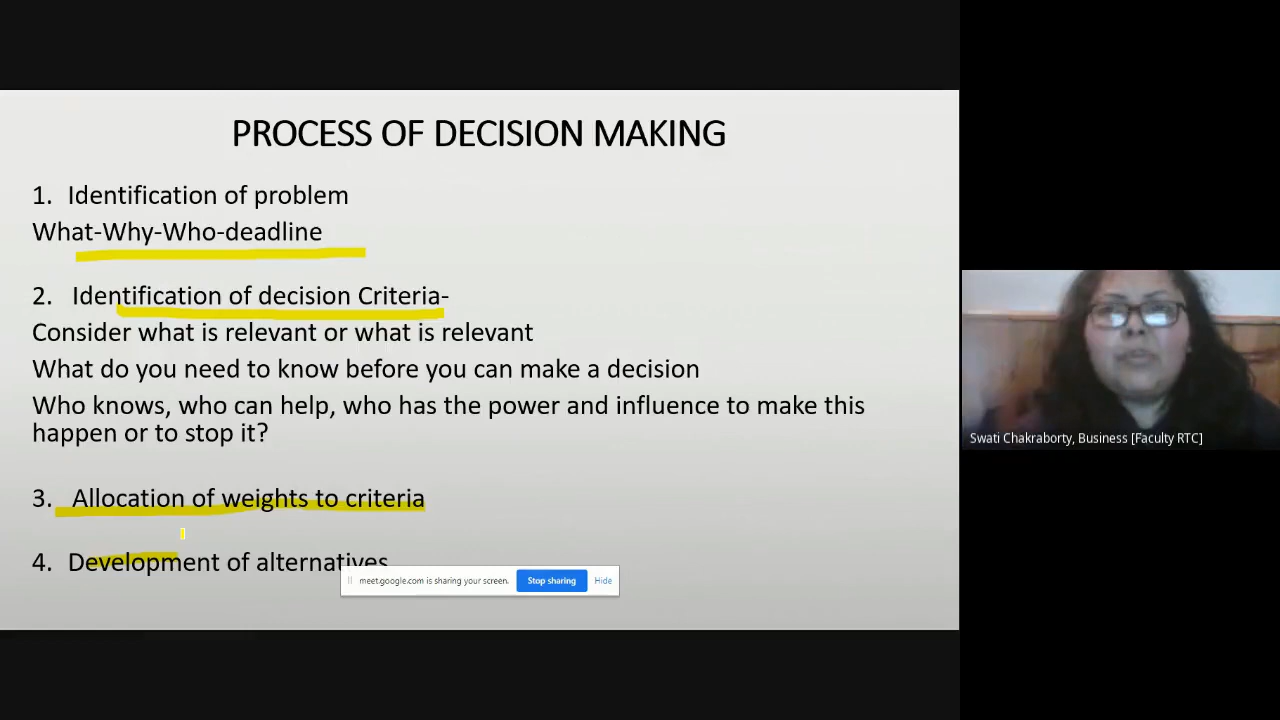 PROCESS OF DECISION MAKING
1. Identification of problem
What-Why-Who-deadline
2. Identification of decision Criteria-
Consider what is relevant or what is relevant
What do you need to know before you can make a decision
Who knows, who can help, who has the power and influence to make this
happen or to stop it?
3. Allocation of weights to criteria
4. Development of alternatives
meet.google.com is sharing your screen. Stop sharing Hide
Swati Chakraborty, Business [Faculty RTC]